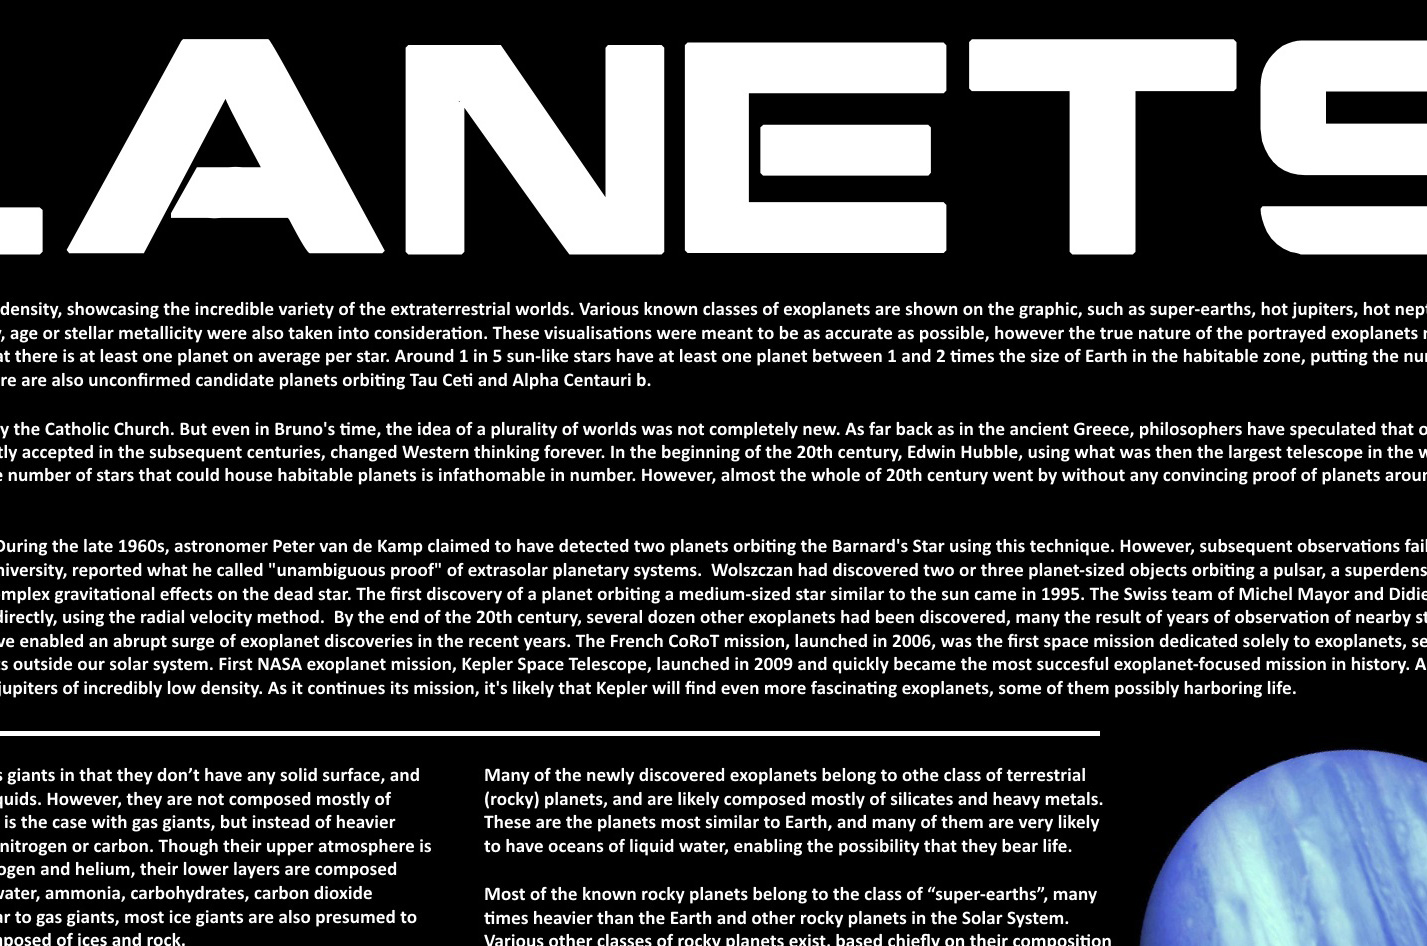 LANETS
density, showcasing the incredible variety of the extraterrestrial worlds. Various known classes of exoplanets are shown on the graphic, such as super-earths, hot jupiters, hot
age or stellar metallicity were also taken into consideration. These visualisations were meant to be as accurate as possible, however the true nature of the portrayed exoplanets
there is at least one planet on average per star. Around 1 in 5 sun-like stars have at least one planet between 1 and 2 times the size of Earth in the habitable zone, putting the
are also unconfirmed candidate planets orbiting Tau Ceti and Alpha Centauri b.
the Catholic Church. But even in Bruno's time, the idea of a plurality of worlds was not completely new. As far back as in the ancient Greece, philosophers have speculated that
accepted in the subsequent centuries, changed Western thinking forever. In the beginning of the 20th century, Edwin Hubble, using what was then the largest telescope in the
number of stars that could house habitable planets is infathomable in number. However, almost the whole of 20th century went by without any convincing proof of planets
During the late 1960s, astronomer Peter van de Kamp claimed to have detected two planets orbiting the Barnard's Star using this technique. However, subsequent observations
reported what he called "unambiguous proof" of extrasolar planetary systems. Wolszczan had discovered two or three planet-sized objects orbiting a pulsar, a
gravitational effects on the dead star. The first discovery of a planet orbiting a medium-sized star similar to the sun came in 1995. The Swiss team of Michel Mayor and
directly, using the radial velocity method. By the end of the 20th century, several dozen other exoplanets had been discovered, many the result of years of observation of nearby
enabled an abrupt surge of exoplanet discoveries in the recent years. The French CoRoT mission, launched in 2006, was the first space mission dedicated solely to exoplanets,
outside our solar system. First NASA exoplanet mission, Kepler Space Telescope, launched in 2009 and quickly became the most succesful exoplanet-focused mission in history.
jupiters of incredibly low density. As it continues its mission, it's likely that Kepler will find even more fascinating exoplanets, some of them possibly harboring life.
giants in that they don’t have any solid surface, and
However, they are not composed mostly of
is the case with gas giants, but instead of heavier
nitrogen or carbon. Though their upper atmosphere is
and helium, their lower layers are composed
water, ammonia, carbohydrates, carbon dioxide
to gas giants, most ice giants are also presumed to
of ices and rock.
Many of the newly discovered exoplanets belong to othe class of terrestrial
(rocky) planets, and are likely composed mostly of silicates and heavy metals.
These are the planets most similar to Earth, and many of them are very likely
to have oceans of liquid water, enabling the possibility that they bear life.
Most of the known rocky planets belong to the class of “super-earths”, many
times heavier than the Earth and other rocky planets in the Solar System.
Various other classes of rocky planets exist, based chiefly on their composition